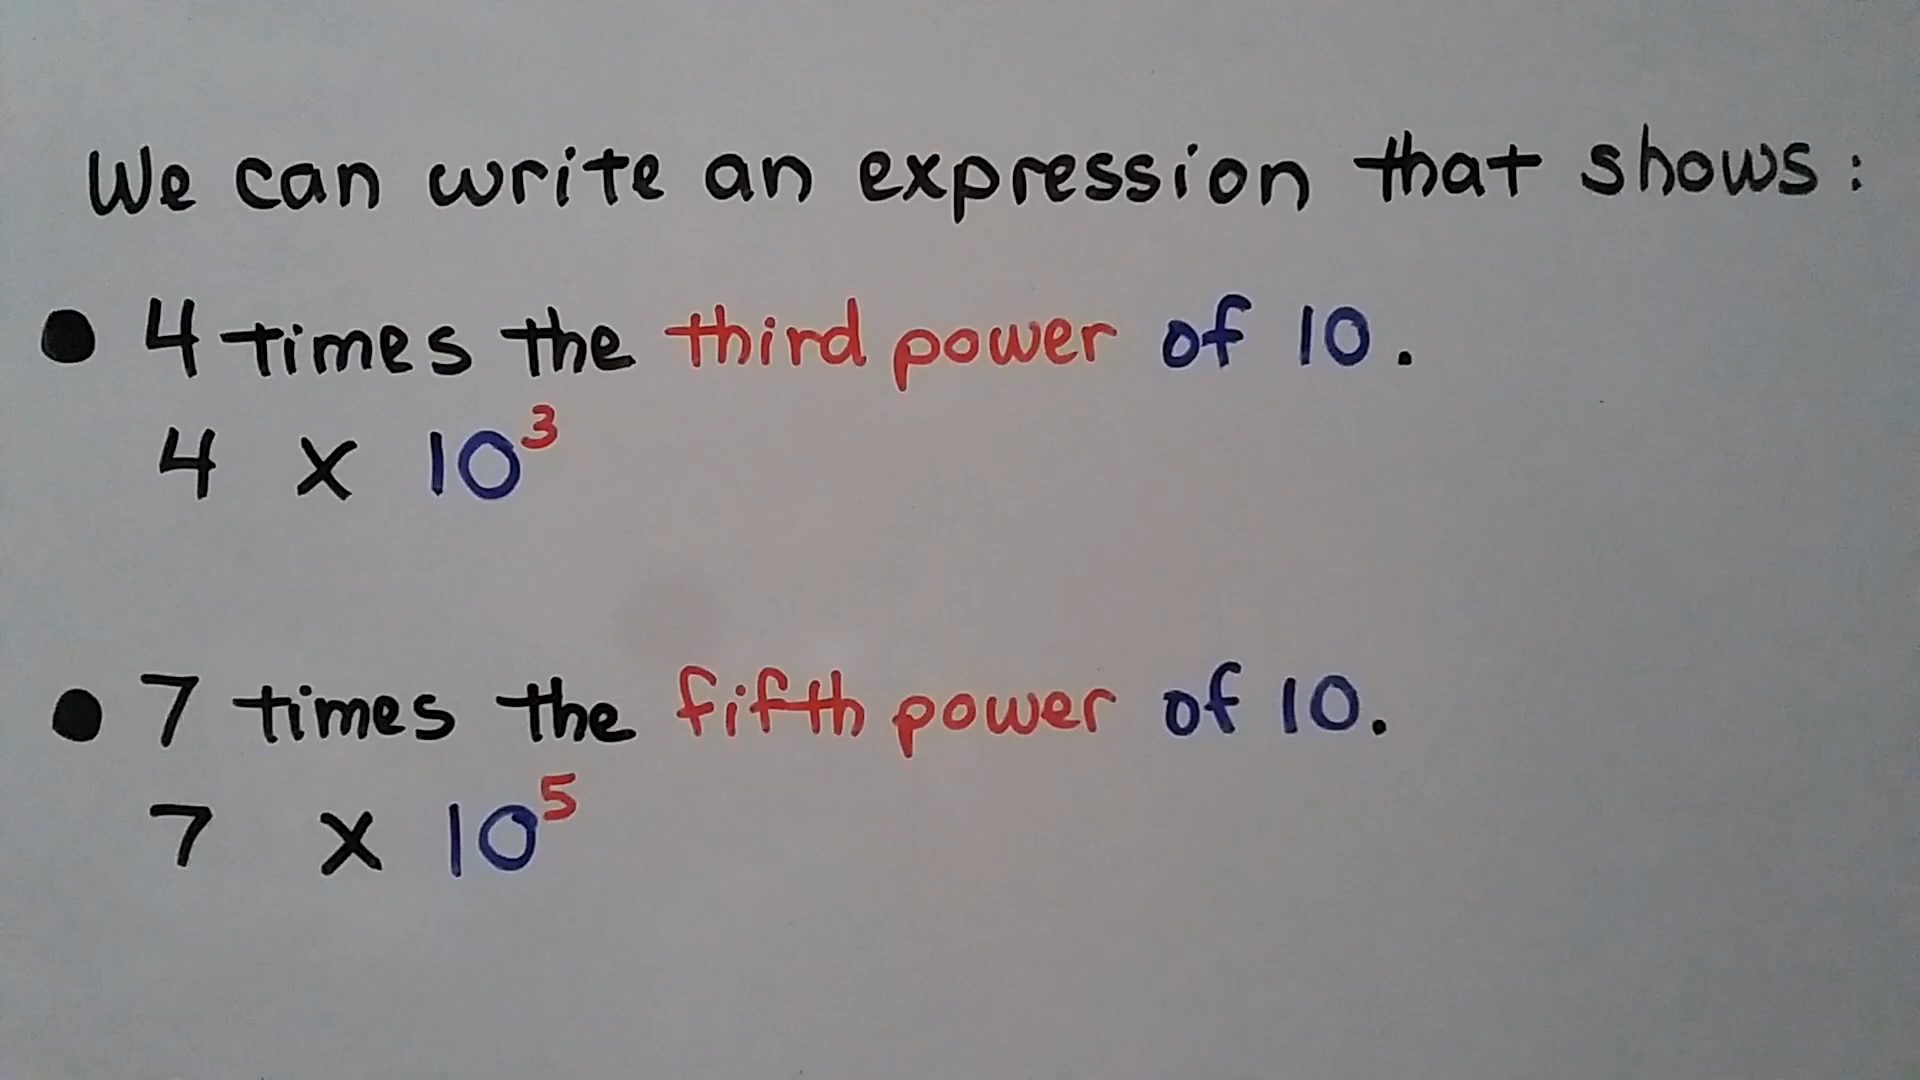 We can write an expression that shows:
● 4 times the third power of 10.
4 x 10³
● 7 times the fifth power of 10.
7 x 10⁵